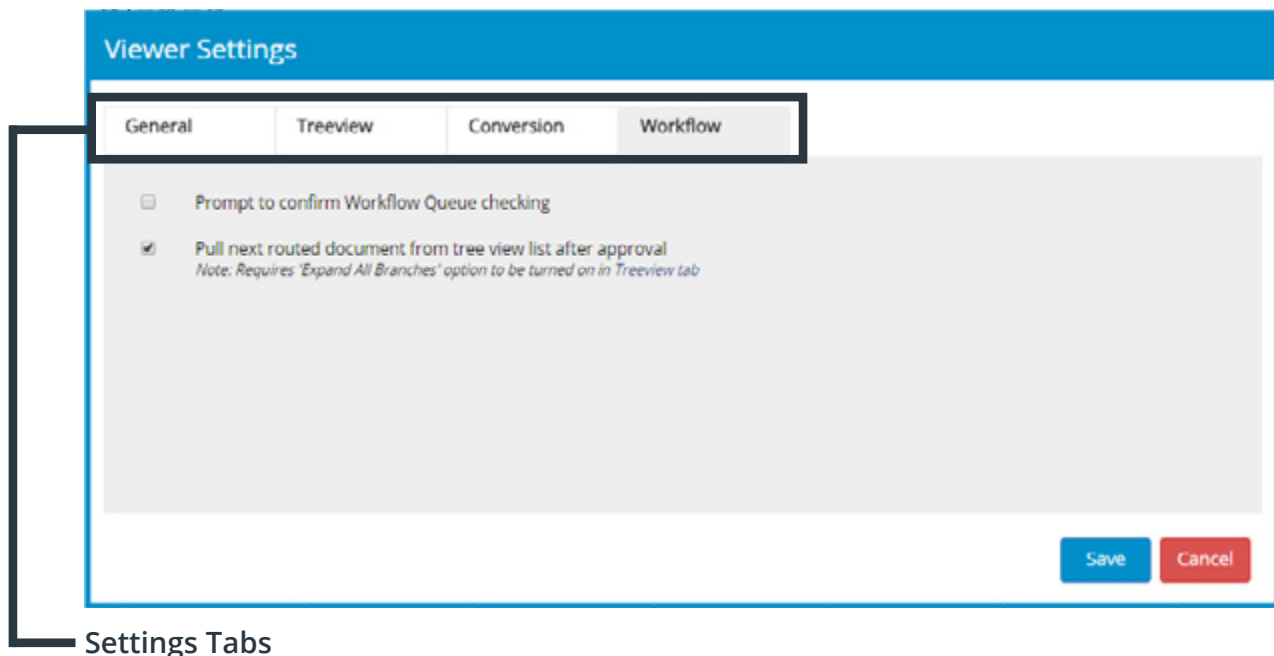 Viewer Settings
General Treeview Conversion Workflow
Prompt to confirm Workflow Queue checking
Pull next routed document from tree view list after approval
Note: Requires 'Expand All Branches' option to be turned on in Treeview tab
Save Cancel
Settings Tabs